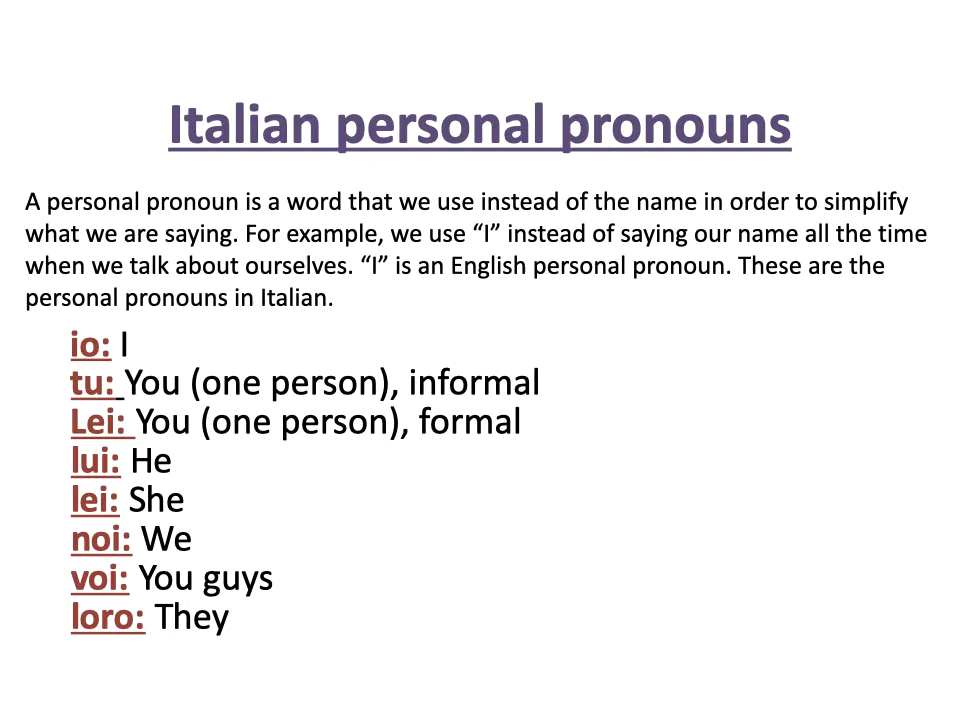 Italian personal pronouns
A personal pronoun is a word that we use instead of the name in order to simplify
what we are saying. For example, we use “I” instead of saying our name all the time
when we talk about ourselves. “I” is an English personal pronoun. These are the
personal pronouns in Italian.
io: I
tu: You (one person), informal
Lei: You (one person), formal
lui: He
lei: She
noi: We
voi: You guys
loro: They